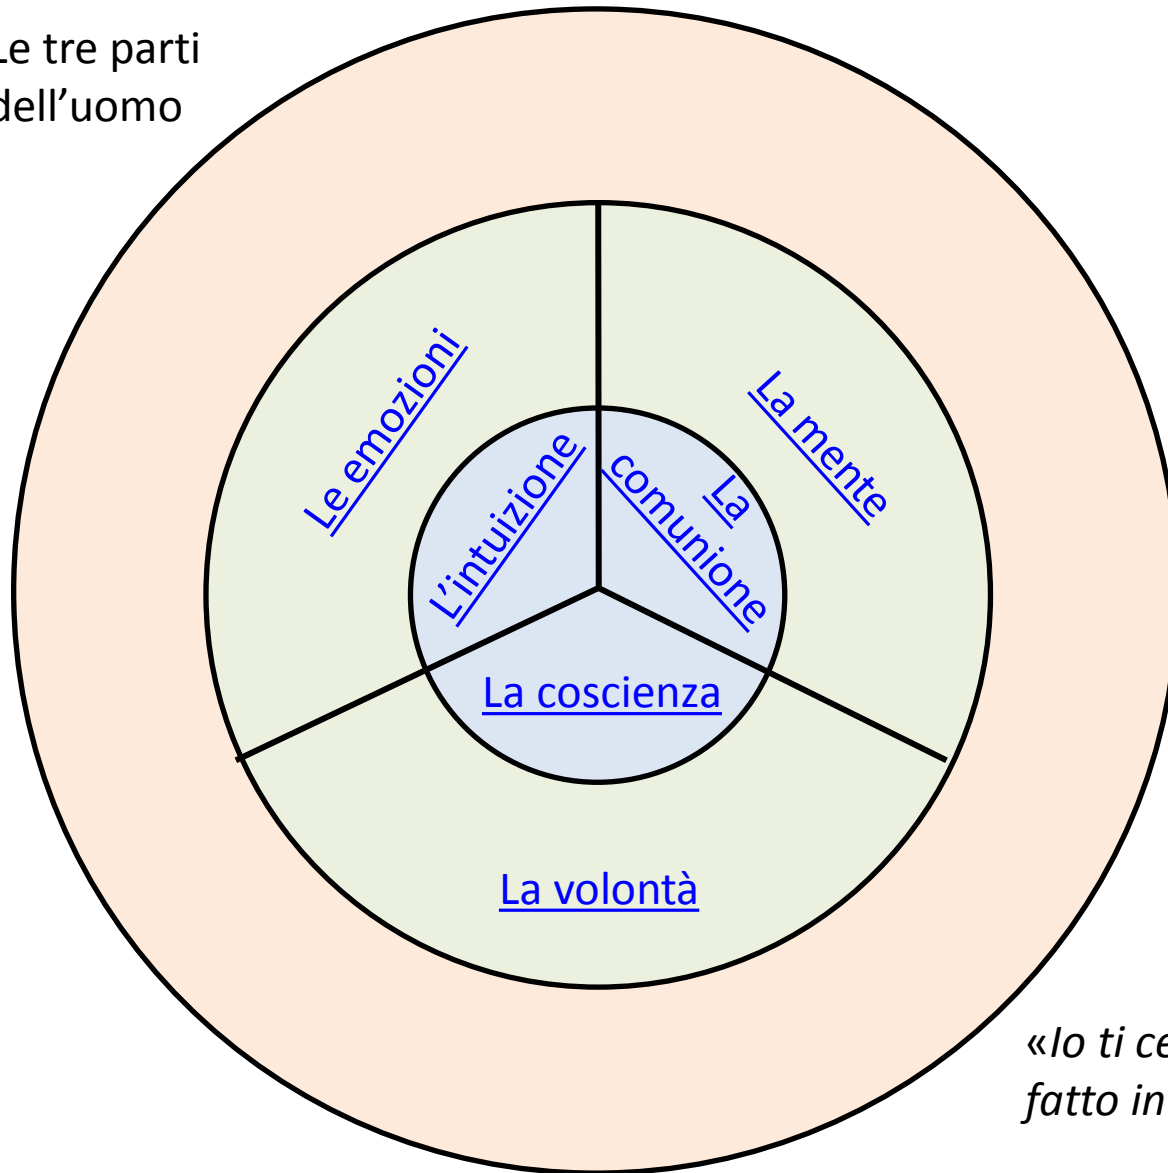 Le tre parti
dell’uomo
Le emozioni
La mente
L’intuizione
La
comunione
La coscienza
La volontà
«Io ti
fatto in